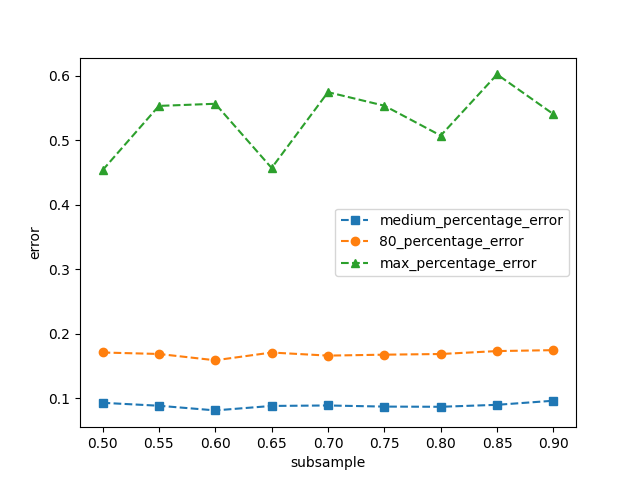 0.6
0.5
0.4
0.3
0.2
0.1
error
medium_percentage_error
80_percentage_error
max_percentage_error
0.50 0.55 0.60 0.65 0.70 0.75 0.80 0.85 0.90
subsample